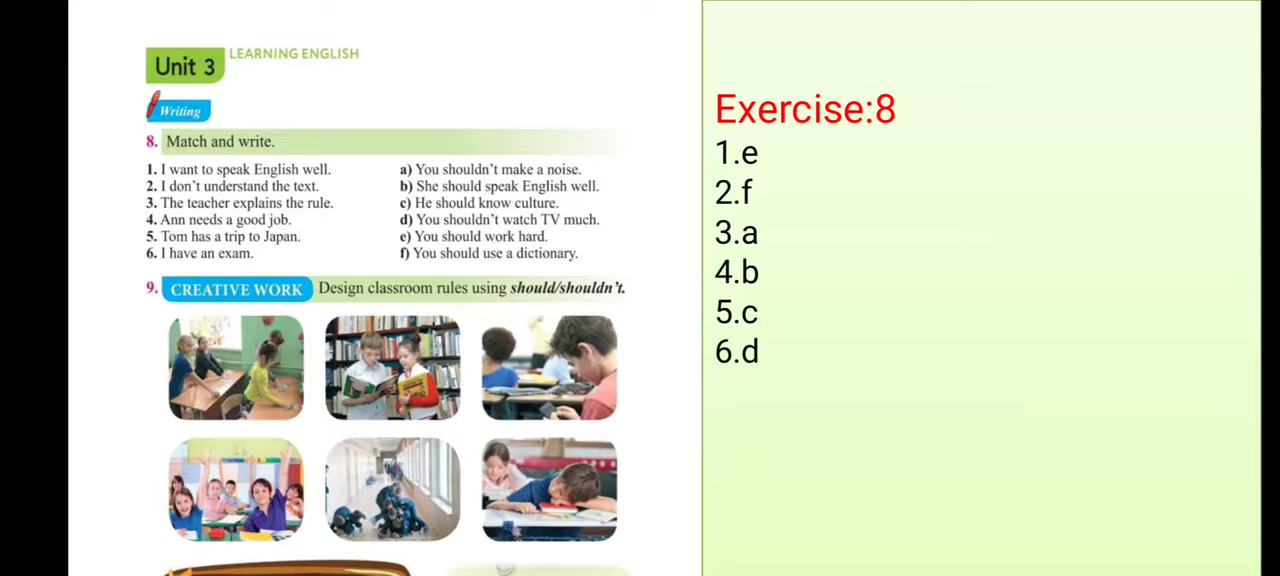 LEARNING ENGLISH
Unit 3
Writing
8. Match and write.
1. I want to speak English well.
2. I don't understand the text.
3. The teacher explains the rule.
4. Ann needs a good job.
5. Tom has a trip to Japan.
6. I have an exam.
a) You shouldn't make a noise.
b) She should speak English well.
c) He should know culture.
d) You shouldn't watch TV much.
e) You should work hard.
f) You should use a dictionary.
9. CREATIVE WORK Design classroom rules using should/shouldn't.
Exercise:8
1.e
2.f
3.a
4.b
5.c
6.d